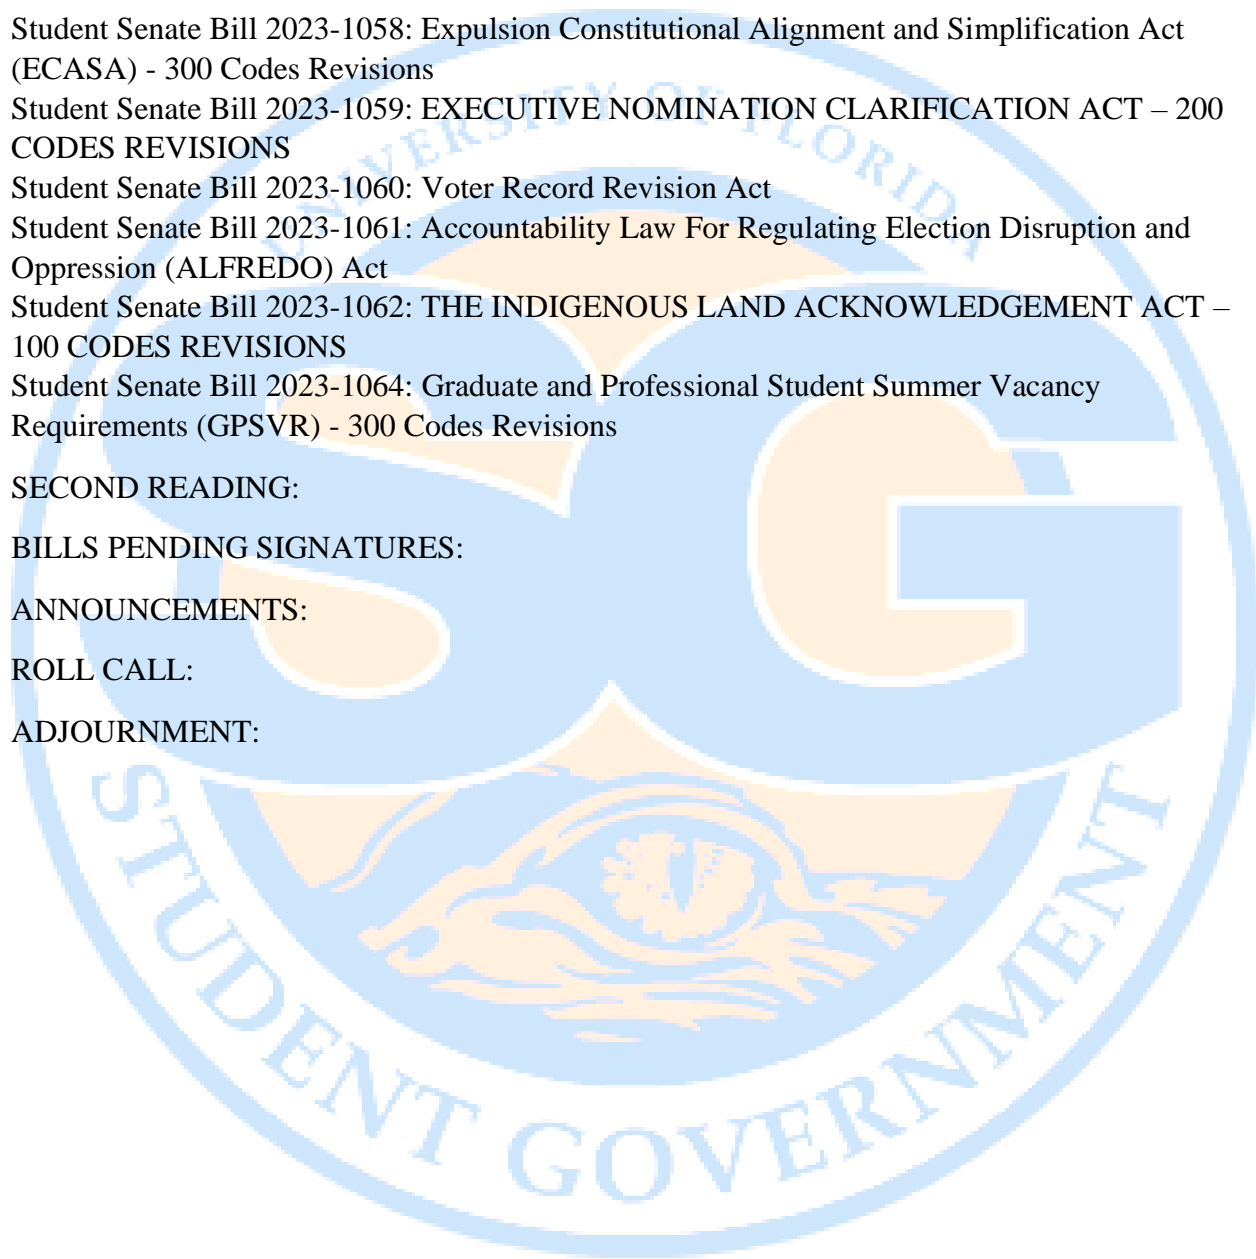 Student Senate Bill 2023-1058: Expulsion Constitutional Alignment and Simplification Act
(ECASA) - 300 Codes Revisions
Student Senate Bill 2023-1059: EXECUTIVE NOMINATION CLARIFICATION ACT – 200
CODES REVISIONS
Student Senate Bill 2023-1060: Voter Record Revision Act
Student Senate Bill 2023-1061: Accountability Law For Regulating Election Disruption and
Oppression (ALFREDO) Act
Student Senate Bill 2023-1062: THE INDIGENOUS LAND ACKNOWLEDGEMENT ACT –
100 CODES REVISIONS
Student Senate Bill 2023-1064: Graduate and Professional Student Summer Vacancy
Requirements (GPSVR) - 300 Codes Revisions
SECOND READING:
BILLS PENDING SIGNATURES:
ANNOUNCEMENTS:
ROLL CALL:
ADJOURNMENT:
UNIVERSITY OF FLORIDA
SG
STUDENT GOVERNMENT